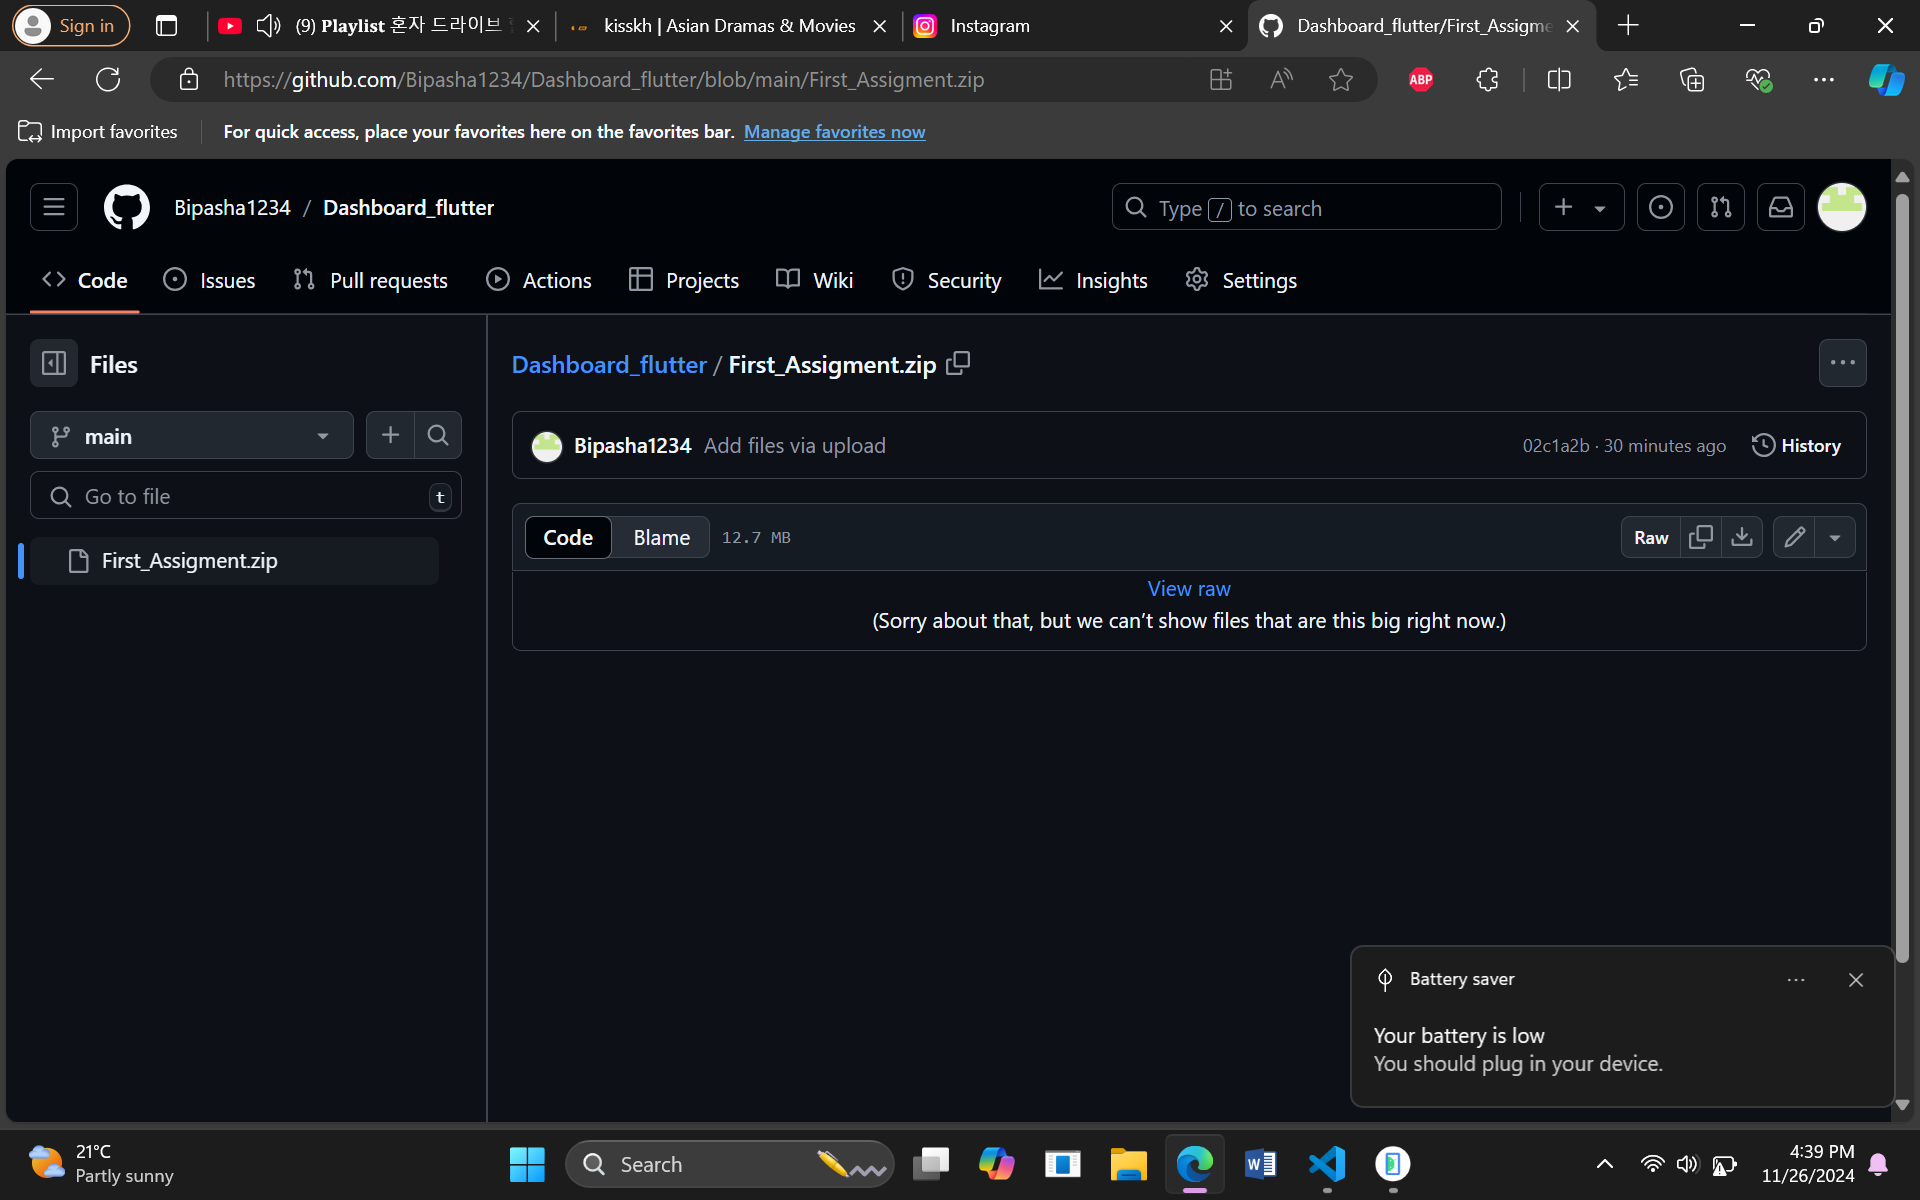 Sign in
(9) 𝐏𝐥𝐚𝐲𝐥𝐢𝐬𝐭 혼자 드라이브
kisskh | Asian Dramas & Movies
Instagram
Dashboard_flutter/First_Assigme
https://github.com/Bipasha1234/Dashboard_flutter/blob/main/First_Assigment.zip
ABP
Import favorites
For quick access, place your favorites here on the favorites bar. Manage favorites now
Bipasha1234 / Dashboard_flutter
Type / to search
Code
Issues
Pull requests
Actions
Projects
Wiki
Security
Insights
Settings
Files
main
Go to file
t
First_Assigment.zip
Dashboard_flutter / First_Assigment.zip
Bipasha1234 Add files via upload
02c1a2b · 30 minutes ago
History
Code
Blame
12.7 MB
Raw
View raw
(Sorry about that, but we can’t show files that are this big right now.)
Battery saver
Your battery is low
You should plug in your device.
21°C
Partly sunny
Search
W
4:39 PM
11/26/2024